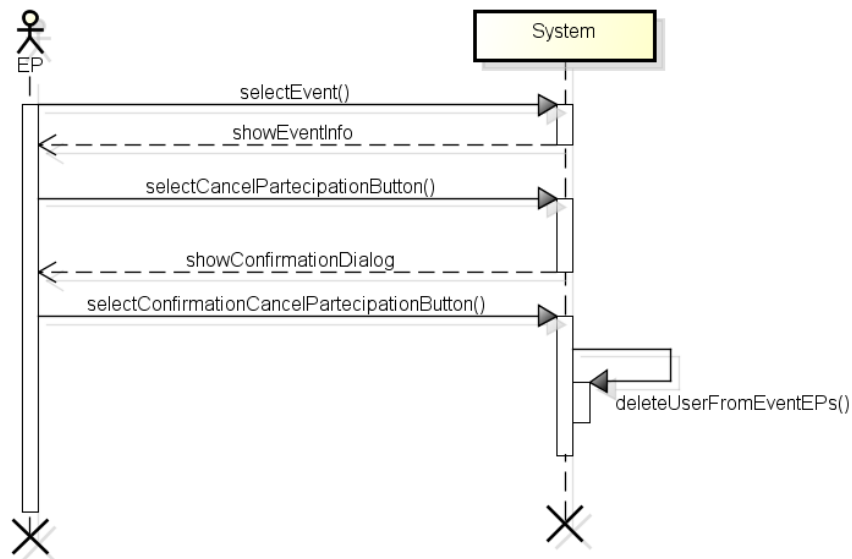 System
EP
selectEvent()
showEventInfo
selectCancelPartecipationButton()
showConfirmationDialog
selectConfirmationCancelPartecipationButton()
deleteUserFromEventEPs()